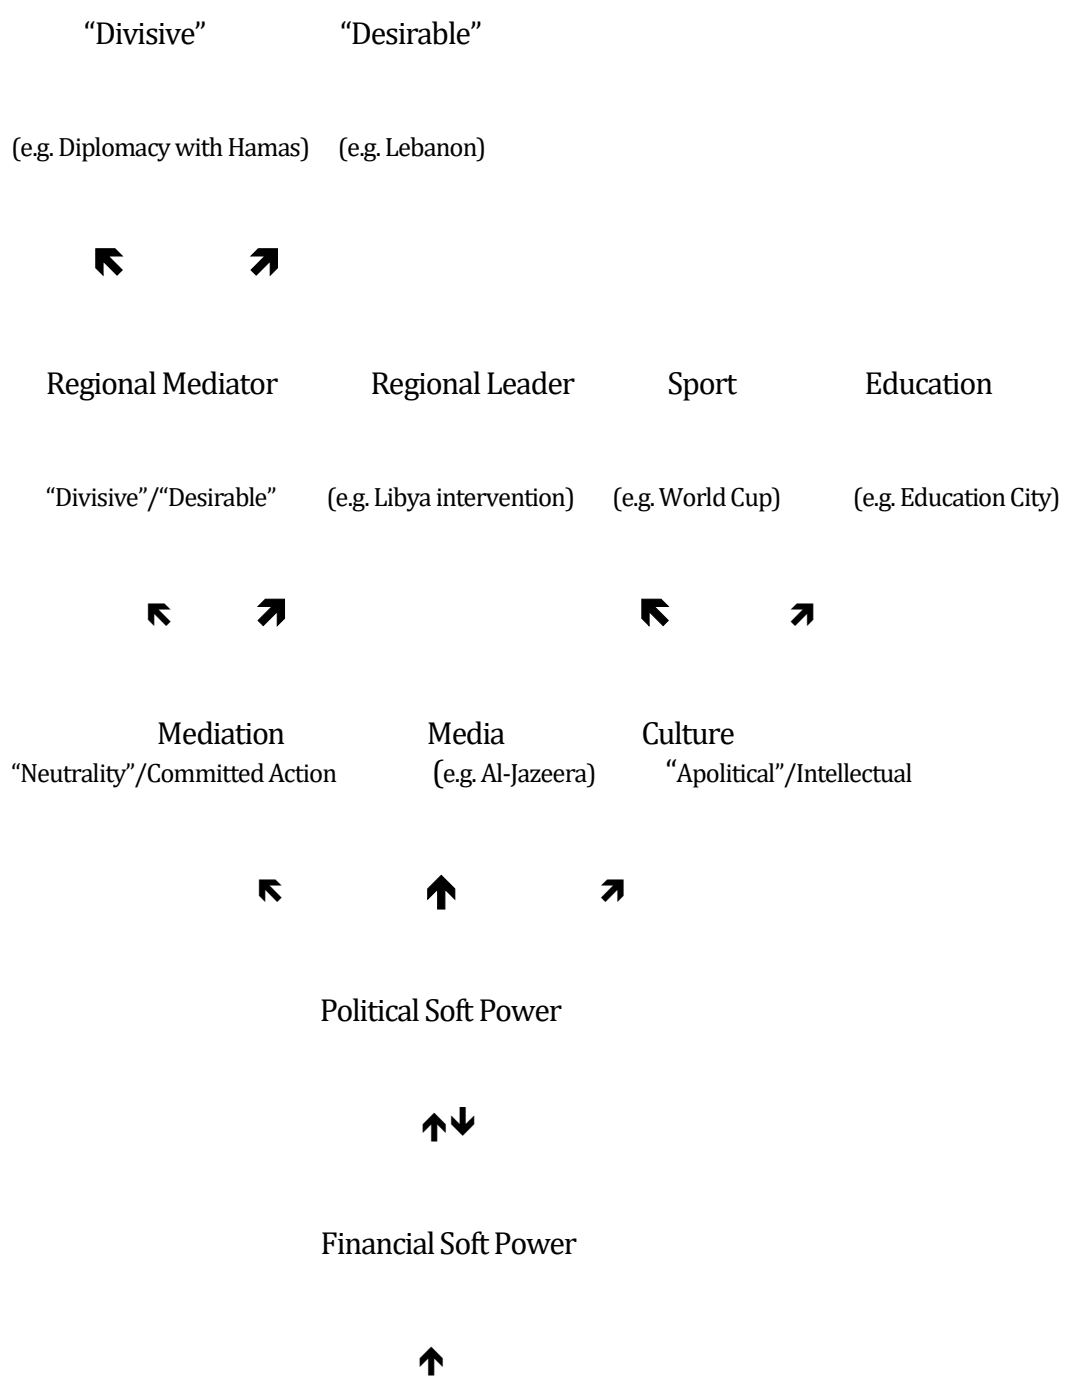 “Divisive” “Desirable”
(e.g. Diplomacy with Hamas) (e.g. Lebanon)
Regional Mediator Regional Leader Sport Education
“Divisive”/“Desirable” (e.g. Libya intervention) (e.g. World Cup) (e.g. Education City)
Mediation Media Culture
“Neutrality”/Committed Action (e.g. Al-Jazeera) “Apolitical”/Intellectual
Political Soft Power
Financial Soft Power